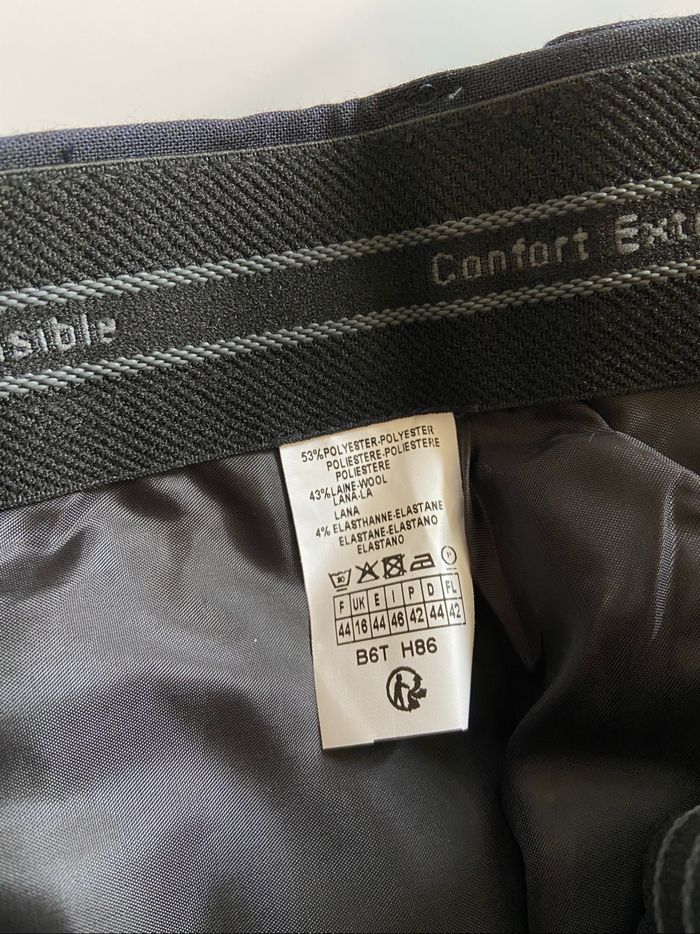 Confort Ext
sible
53%POLYESTER-POLYESTER
POLIESTERE-POLIESTERE
POLIESTERE
43%LAINE-WOOL
LANA-LA
LANA
4% ELASTHANNE-ELASTANE
ELASTANE-ELASTANO
ELASTANO
30
F UK E I P D FL
44 16 44 46 42 44 42
B6T H86